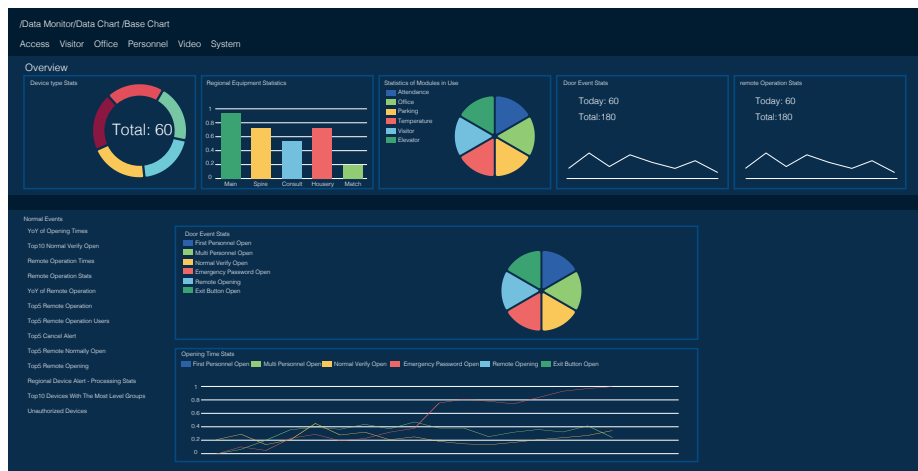 /Data Monitor/Data Chart /Base Chart
Access Visitor Office Personnel Video System
Overview
Device type Stats
Total: 60
Regional Equipment Statistics
1
0.8
0.6
0.4
0.2
0
Main Spire Consult Housery Match
Statistics of Modules in Use
Attendance
Office
Parking
Temperature
Visitor
Elavator
Door Event Stats
Today: 60
Total:180
remote Operation Stats
Today: 60
Total:180
Normal Events
YoY of Opening Times
Top10 Normal Verify Open
Remote Operation Times
Remote Operation Stats
YoY of Remote Operation
Top5 Remote Operation
Top5 Remote Operation Users
Top5 Cancel Alert
Top5 Remote Normally Open
Top5 Remote Opening
Regional Device Alert - Processing Stats
Top10 Devices With The Most Level Groups
Unauthorized Devices
Door Event Stats
First Personnel Open
Multi Personnel Open
Normal Verify Open
Emergency Password Open
Remote Opening
Exit Button Open
Opening Time Stats
First Personnel Open Multi Personnel Open Normal Verify Open Emergency Password Open Remote Opening Exit Button Open
1
0.8
0.6
0.4
0.2
0